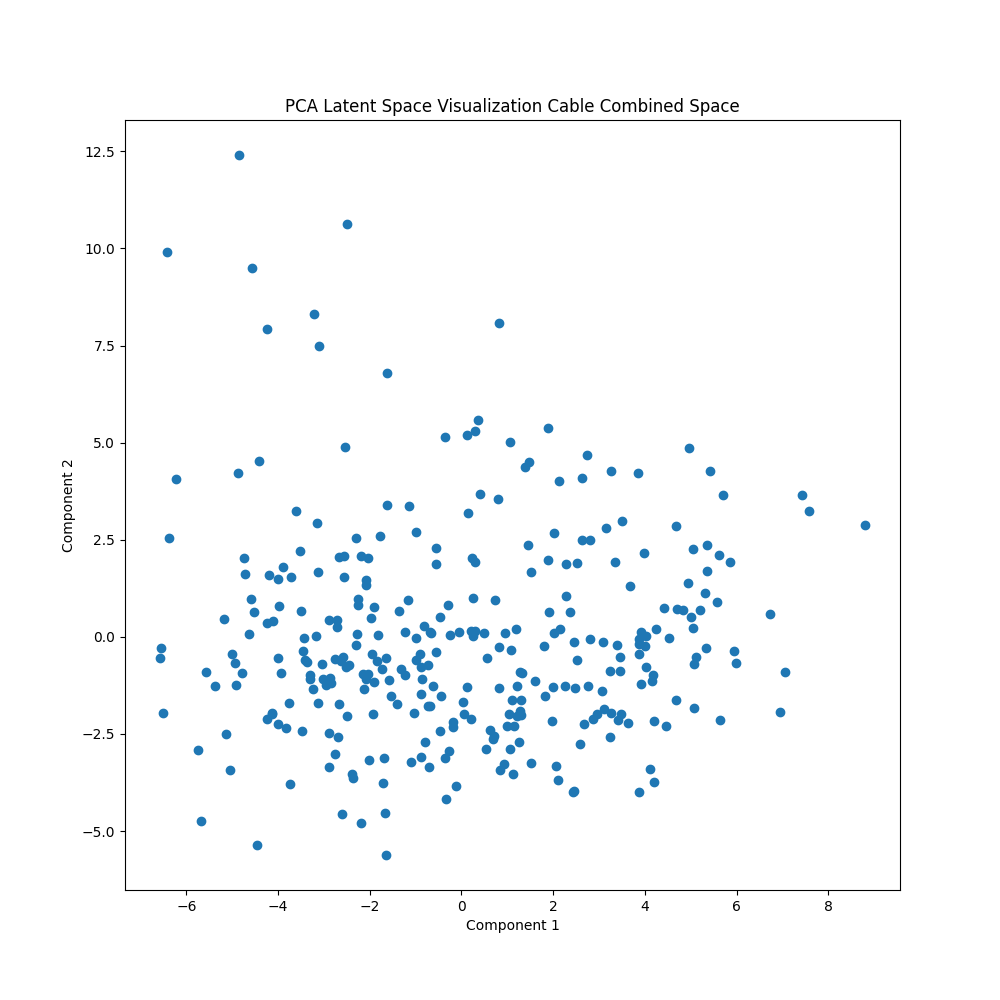 PCA Latent Space Visualization Cable Combined Space
12.5
10.0
7.5
5.0
2.5
0.0
−2.5
−5.0
Component 2
−6 −4 −2 0 2 4 6 8
Component 1